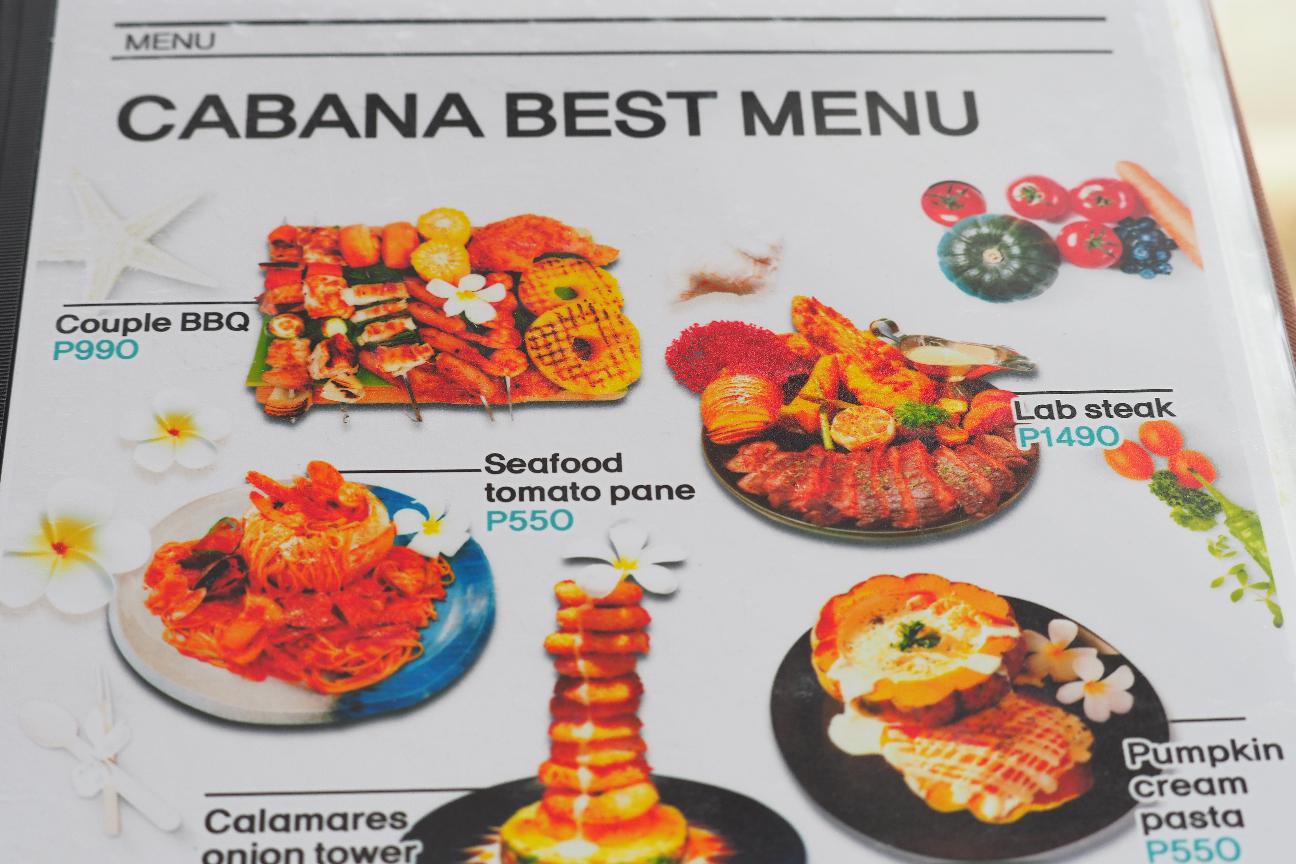 MENU
CABANA BEST MENU
Couple BBQ
P990
Lab steak
P1490
Seafood
tomato pane
P550
Pumpkin
cream
pasta
P550
Calamares
onion tower